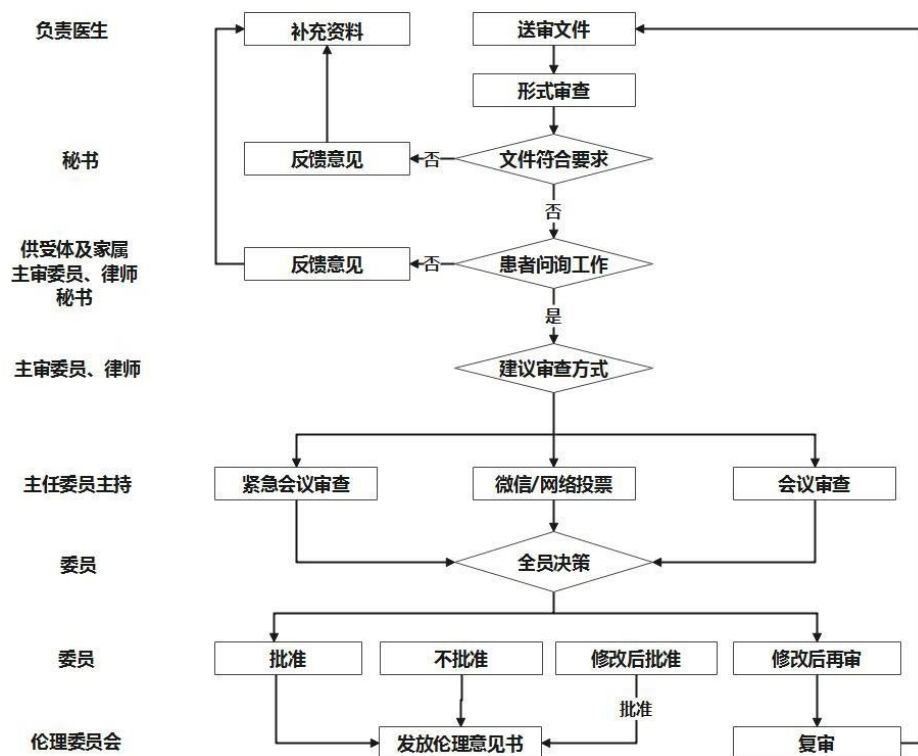 负责医生
补充资料
送审文件
形式审查
秘书
反馈意见
否
文件符合要求
否
供受体及家属
主审委员、律师
秘书
反馈意见
否
患者问询工作
是
主审委员、律师
建议审查方式
主任委员主持
紧急会议审查
微信/网络投票
会议审查
委员
全员决策
委员
批准
不批准
修改后批准
修改后再审
批准
伦理委员会
发放伦理意见书
复审